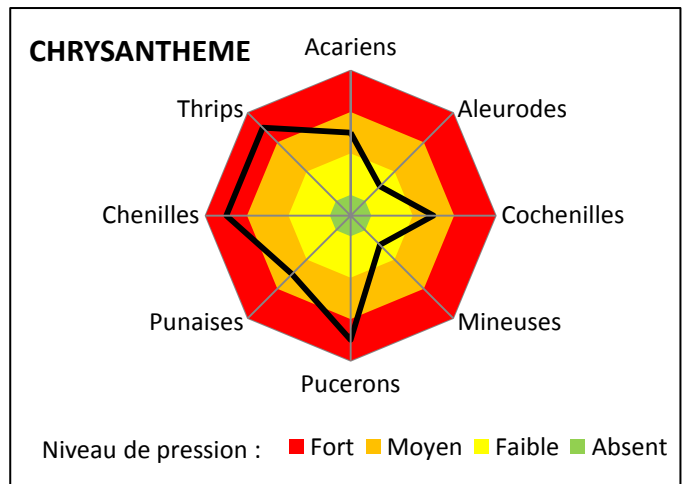 CHRYSANTHEME
Acariens
Thrips
Aleurodes
Chenilles
Cochenilles
Punaises
Mineuses
Pucerons
Niveau de pression : Fort Moyen Faible Absent